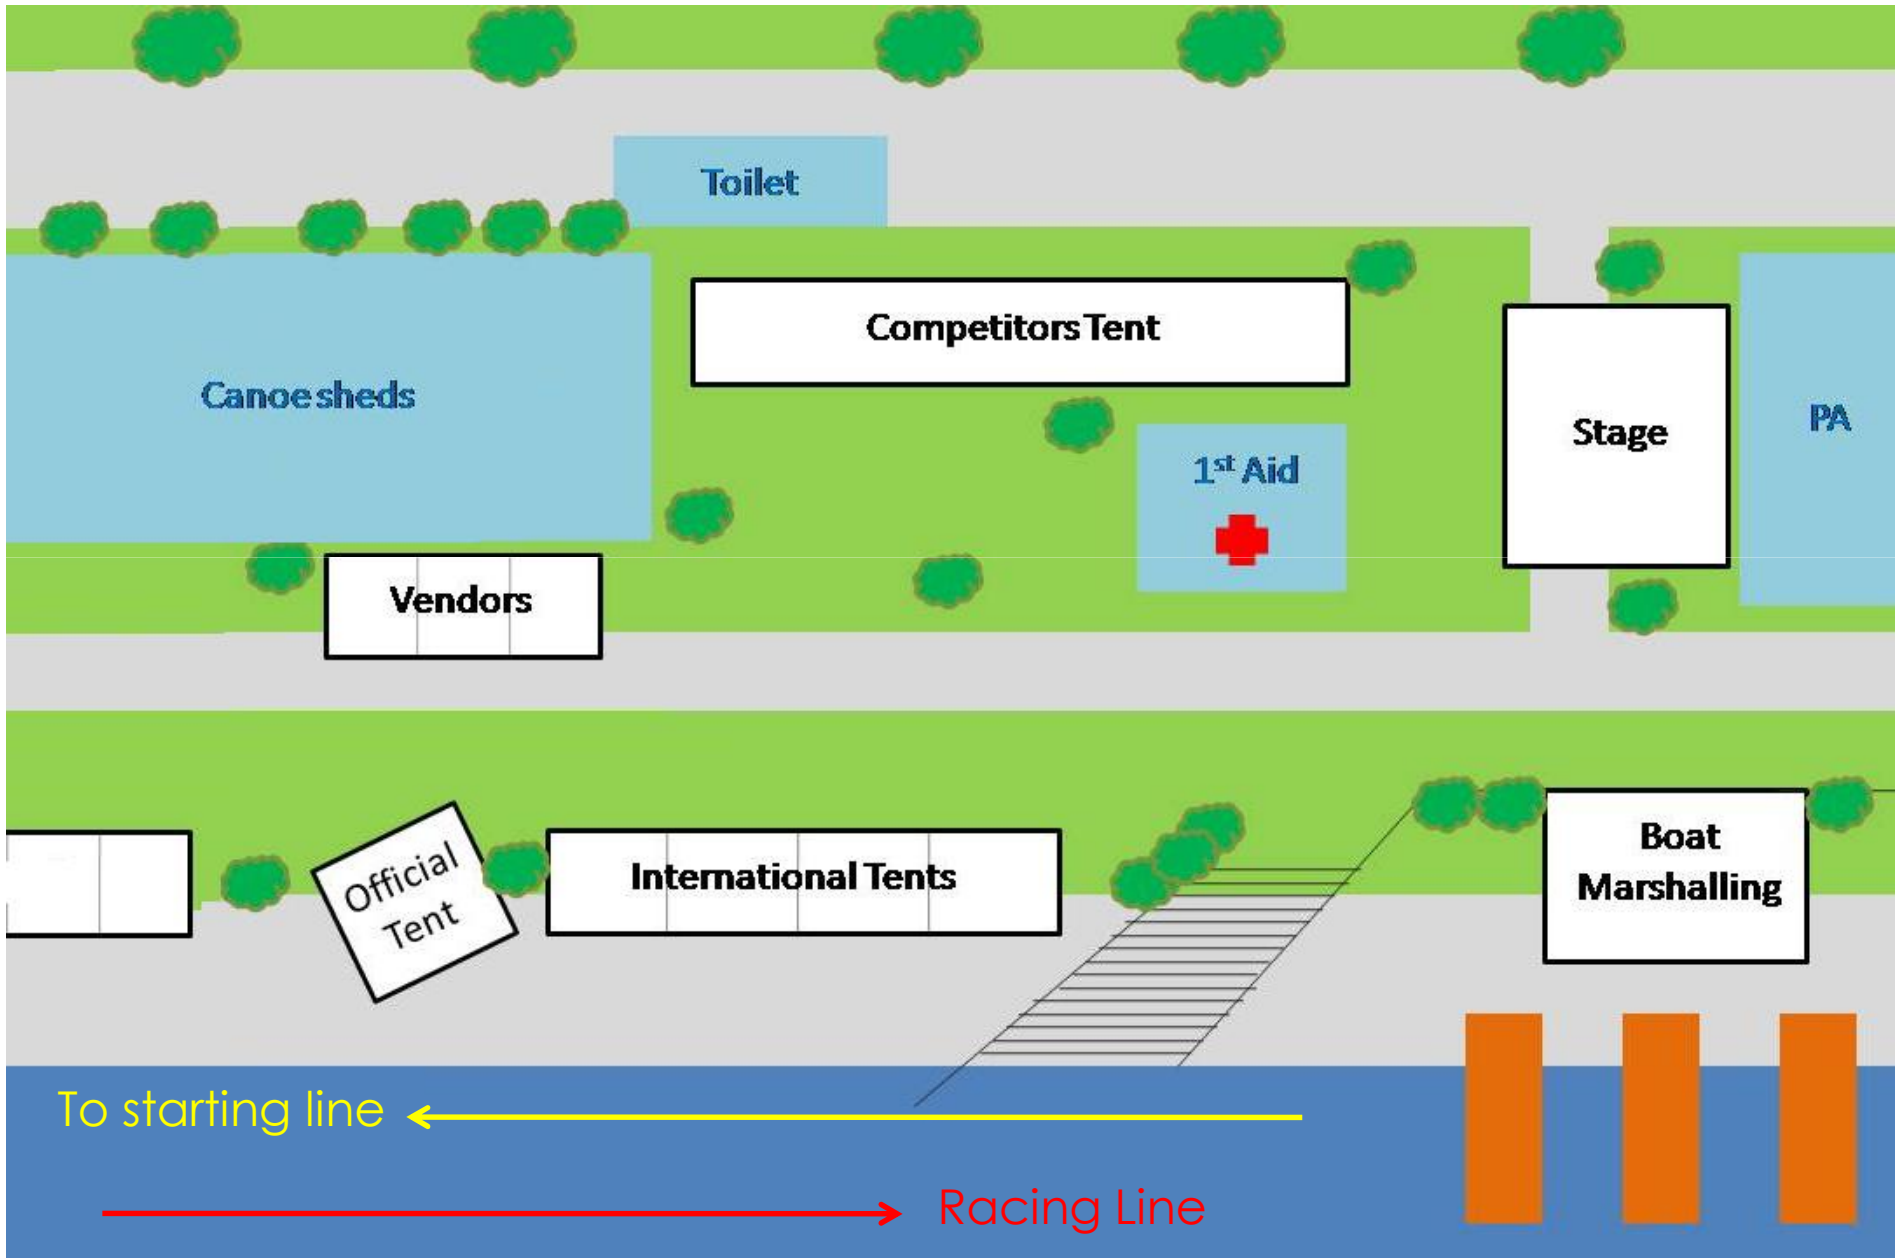 Toilet
Competitors Tent
Canoe sheds
Stage
PA
1st Aid
Vendors
Official
Tent
International Tents
Boat
Marshalling
To starting line
Racing Line